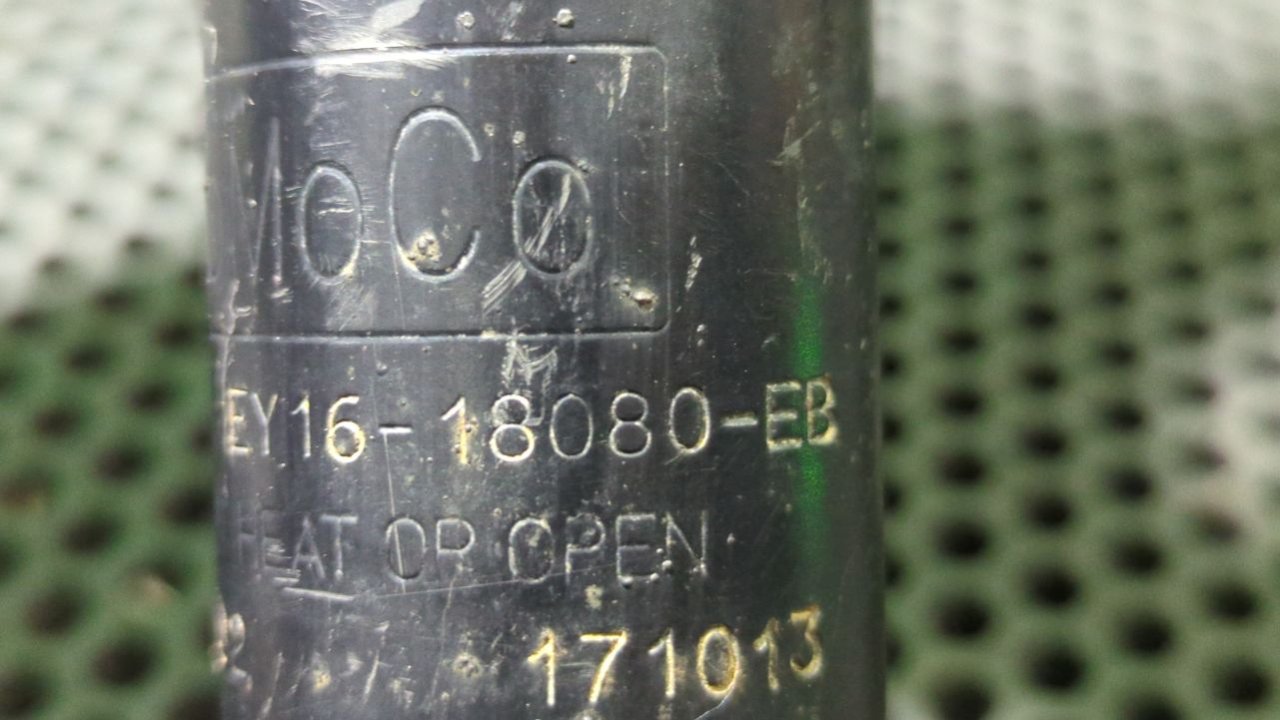 MoCo
EY16-18080-EB
HEAT OR OPEN
171013